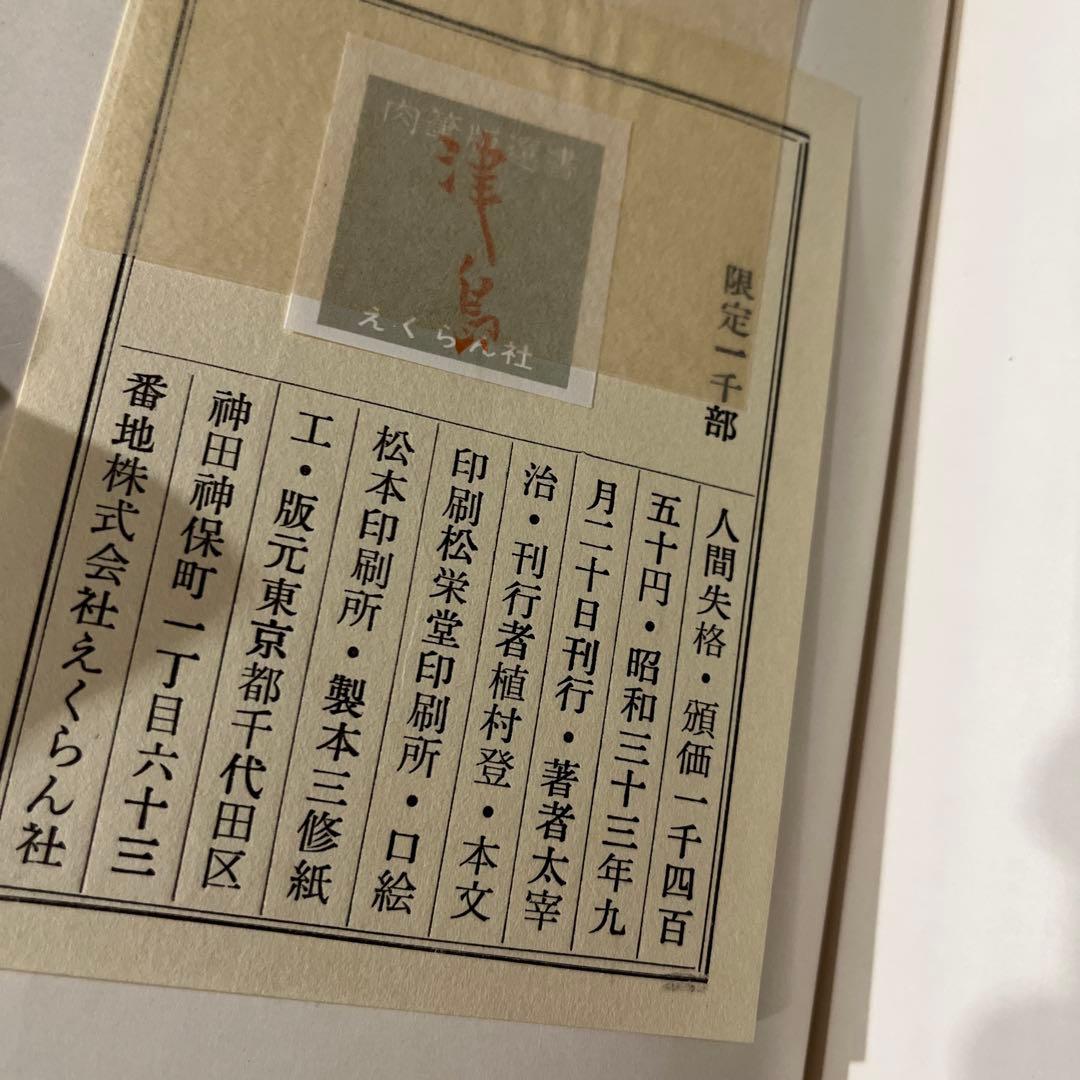 肉筆版選書
津島
えくらん社
限定一千部
人間失格・頒価一千四百
五十円・昭和三十三年九
月二十日刊行・著者太宰
治・刊行者植村登・本文
印刷松栄堂印刷所・口絵
松本印刷所・製本三修紙
工・版元東京都千代田区
神田神保町一丁目六十三
番地株式会社えくらん社